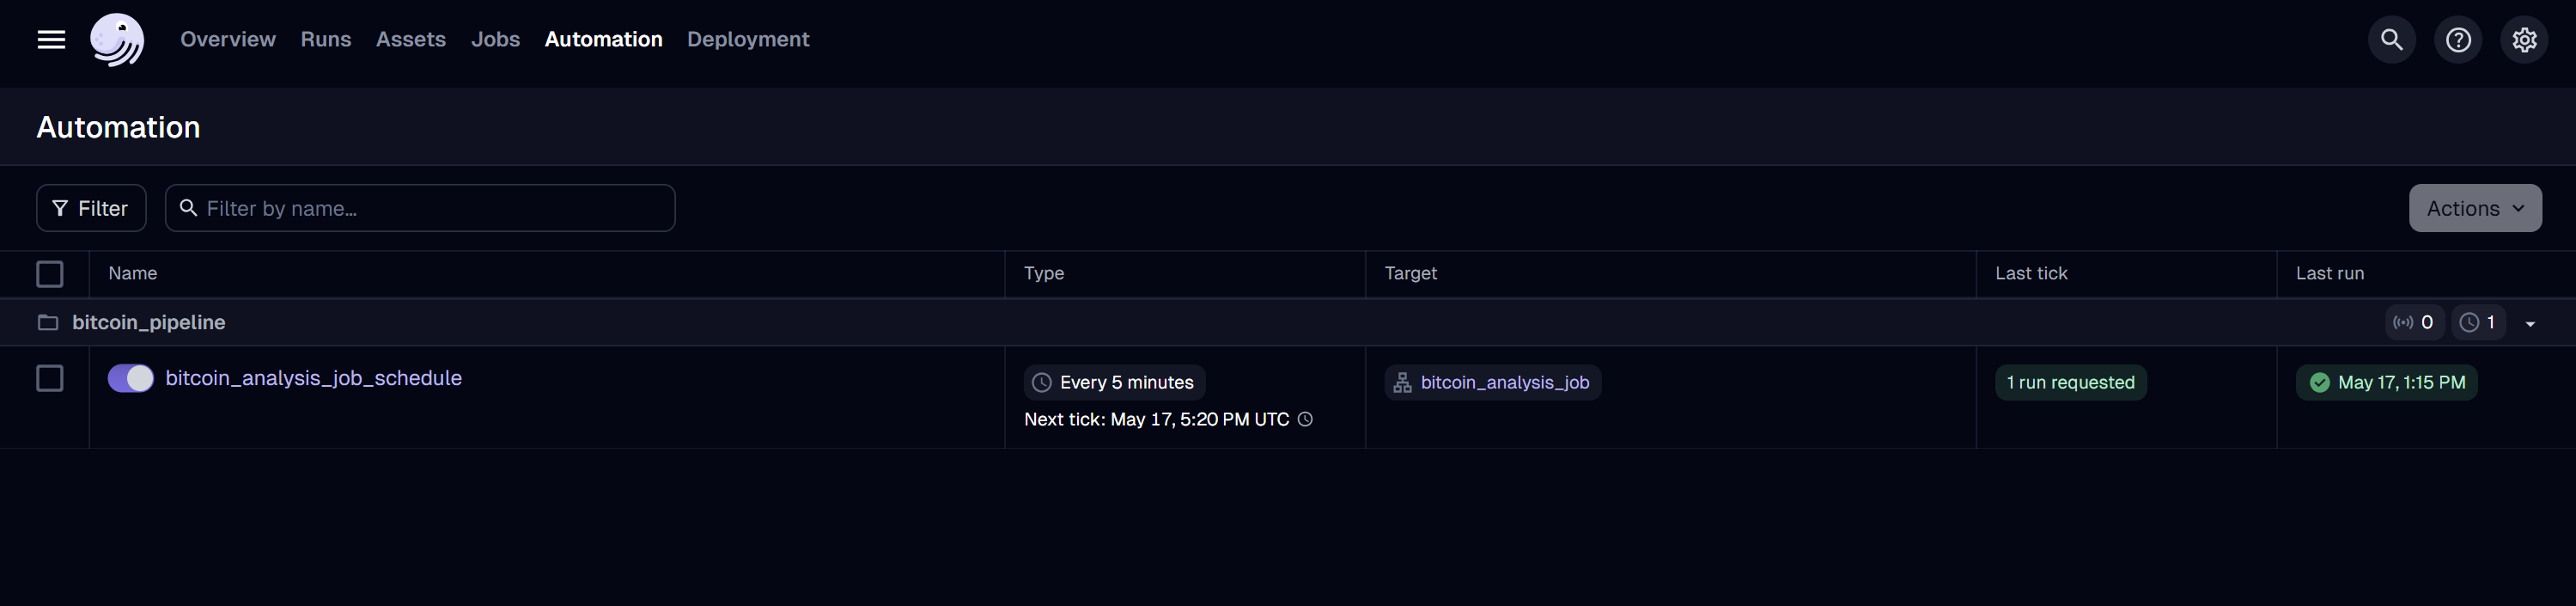 Overview Runs Assets Jobs Automation Deployment
Automation
Filter Filter by name... Actions
Name Type Target Last tick Last run
bitcoin_pipeline 0 1
bitcoin_analysis_job_schedule Every 5 minutes bitcoin_analysis_job 1 run requested May 17, 1:15 PM
Next tick: May 17, 5:20 PM UTC